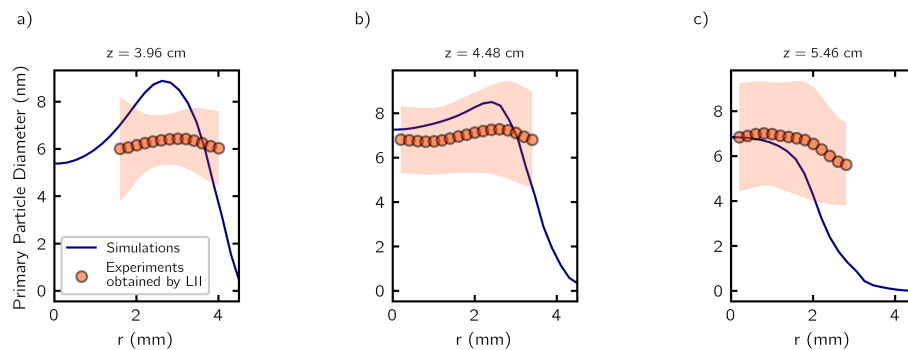 a)
b)
c)
z = 3.96 cm
z = 4.48 cm
z = 5.46 cm
Primary Particle Diameter (nm)
8
6
4
2
0
8
6
4
2
0
8
6
4
2
0
Simulations
Experiments
obtained by LII
0
2
4
0
2
4
0
2
4
r (mm)
r (mm)
r (mm)